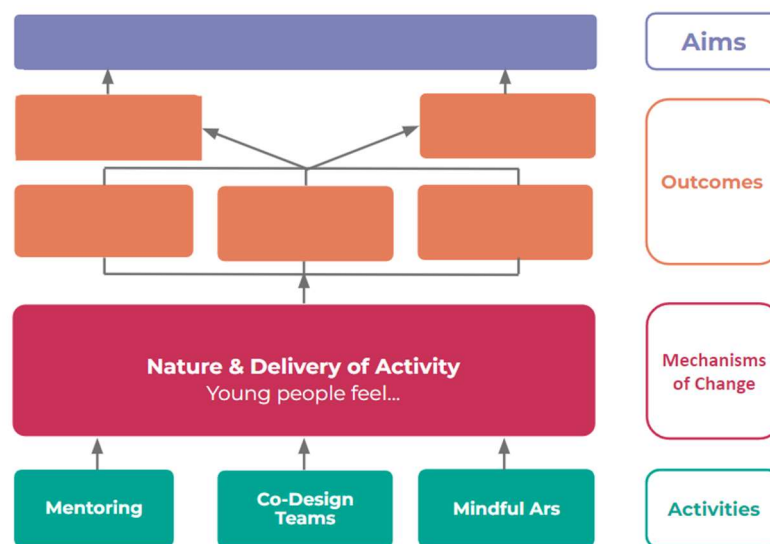 Aims
Outcomes
Nature & Delivery of Activity
Young people feel...
Mechanisms
of Change
Mentoring
Co-Design
Teams
Mindful Ars
Activities